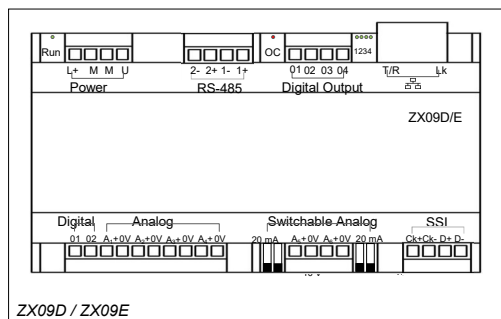 Run
OC
1234
L+ M M U
2- 2+ 1- 1+
01 02 03 04
T/R Lk
Power
RS-485
Digital Output
ZX09D/E
Digital
Analog
Switchable Analog
SSI
01 02
20 mA
20 mA
Ck+ Ck- D+ D-
ZX09D / ZX09E